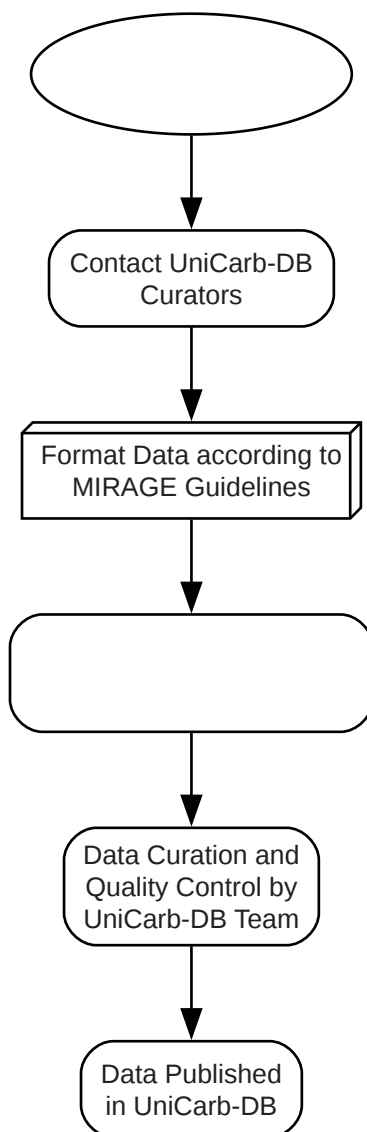 Contact UniCarb-DB
Curators
Format Data according to
MIRAGE Guidelines
Data Curation and
Quality Control by
UniCarb-DB Team
Data Published
in UniCarb-DB